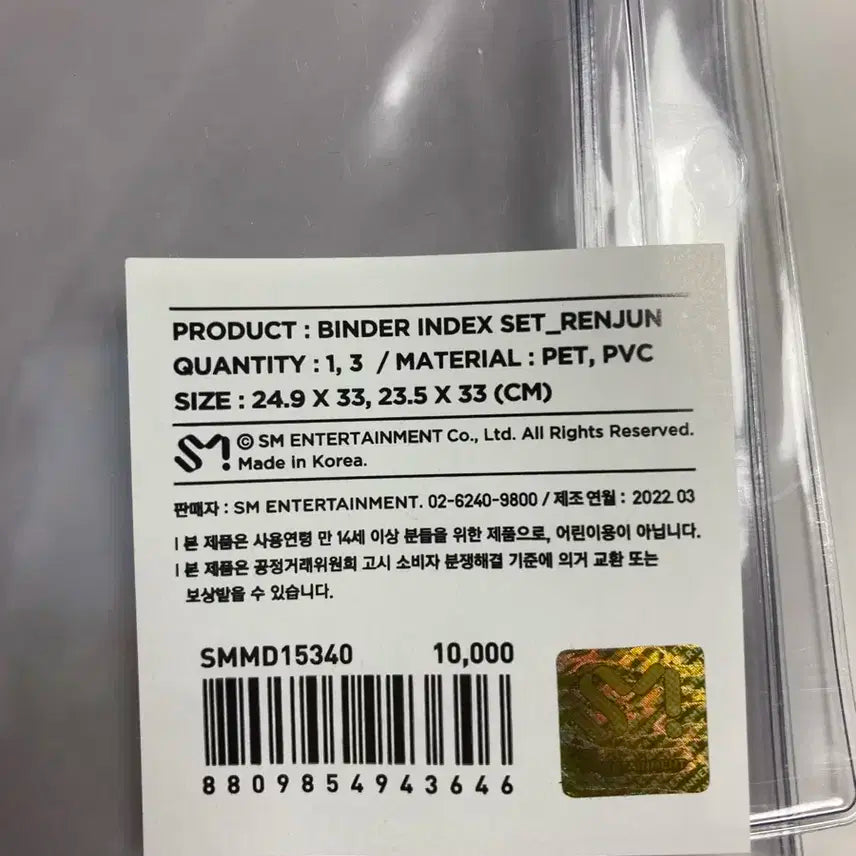 PRODUCT : BINDER INDEX SET_RENJUN
QUANTITY : 1, 3 / MATERIAL : PET, PVC
SIZE : 24.9 X 33, 23.5 X 33 (CM)
SM! © SM ENTERTAINMENT Co., Ltd. All Rights Reserved.
Made in Korea.
판매자 : SM ENTERTAINMENT. 02-6240-9800 / 제조연월 : 2022.03
| 본 제품은 사용연령 만 14세 이상 분들을 위한 제품으로, 어린이용이 아닙니다.
| 본 제품은 공정거래위원회 고시 소비자 분쟁해결 기준에 의거 교환 또는
보상받을 수 있습니다.
SMMD15340 10,000
8809854943646
SM!